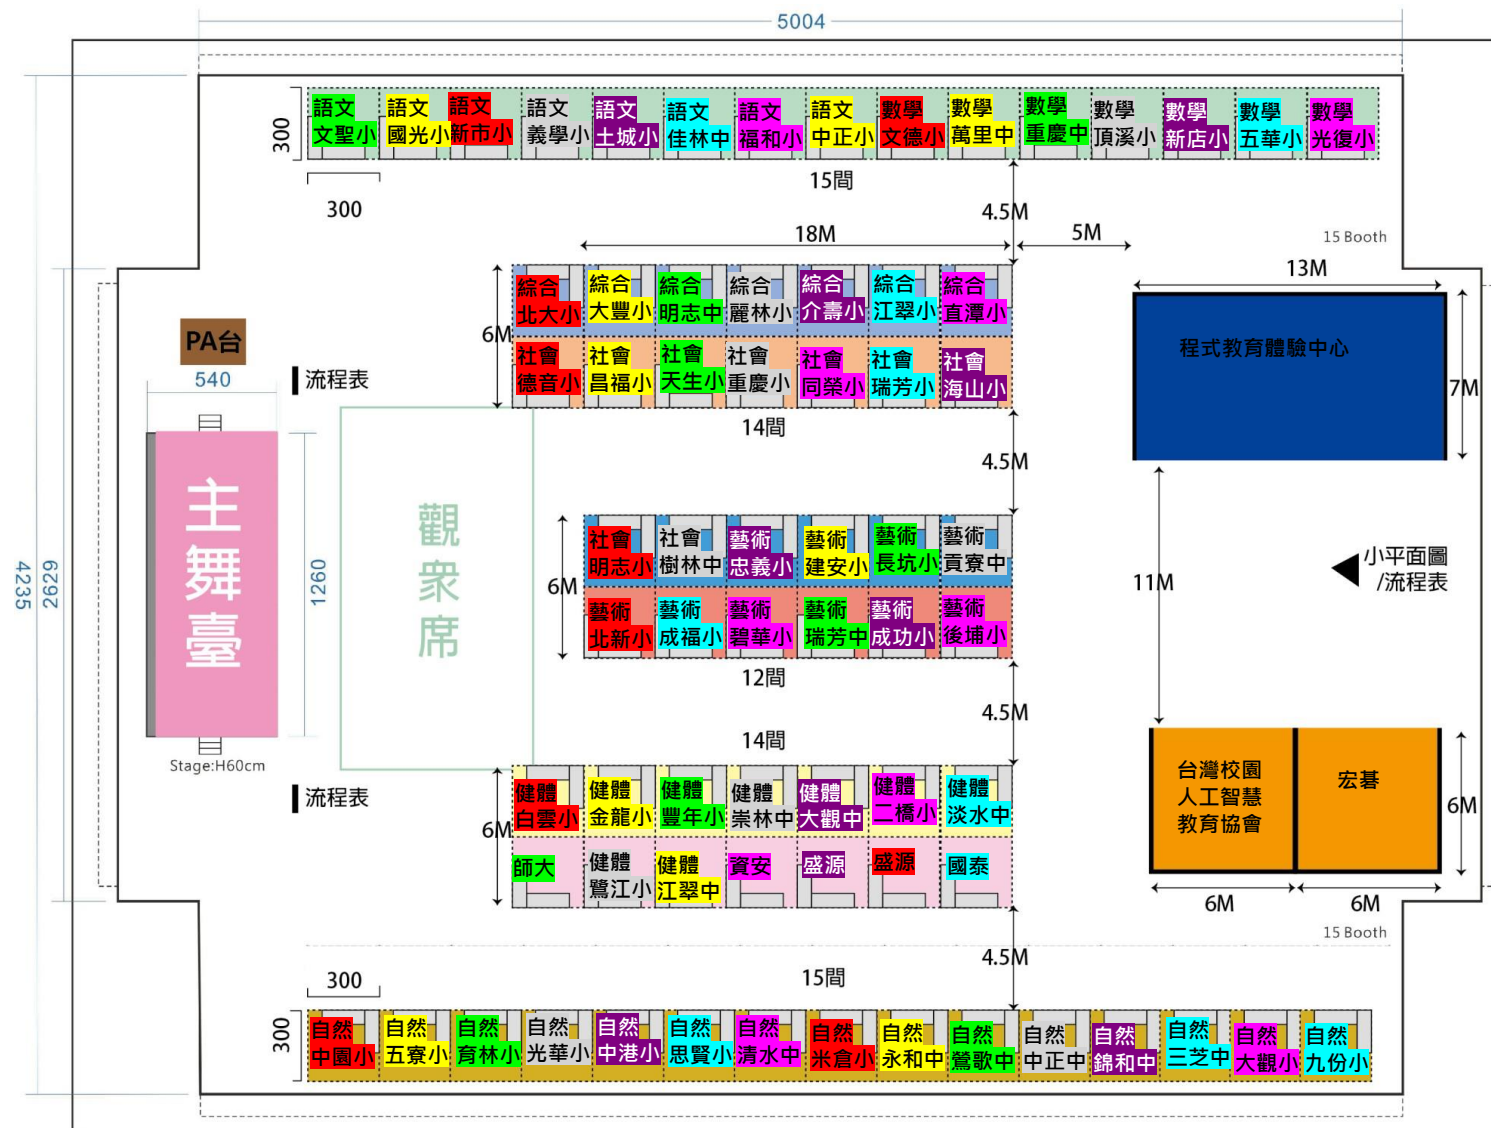 5004
300
語文
文聖小
語文
國光小
語文
新市小
語文
義學小
語文
土城小
語文
佳林中
語文
福和小
語文
中正小
數學
文德小
數學
萬里中
數學
重慶中
數學
頂溪小
數學
新店小
數學
五華小
數學
光復小
300
15間
4.5M
18M
5M
15 Booth
13M
6M
綜合
北大小
綜合
大豐小
綜合
明志中
綜合
麗林小
綜合
介壽小
綜合
江翠小
綜合
直潭小
社會
德音小
社會
昌福小
社會
天生小
社會
重慶小
社會
同榮小
社會
瑞芳小
社會
海山小
14間
4.5M
程式教育體驗中心
7M
PA台
540
流程表
主舞臺
1260
Stage:H60cm
觀眾席
流程表
4235
2629
6M
社會
明志小
社會
樹林中
藝術
忠義小
藝術
建安小
藝術
長坑小
藝術
貢寮中
藝術
北新小
藝術
成福小
藝術
碧華小
藝術
瑞芳中
藝術
成功小
藝術
後埔小
12間
4.5M
11M
小平面圖
/流程表
14間
6M
健體
白雲小
健體
金龍小
健體
豐年小
健體
崇林中
健體
大觀中
健體
二橋小
健體
淡水中
師大
健體
鷺江小
健體
江翠中
資安
盛源
盛源
國泰
台灣校園
人工智慧
教育協會
宏碁
6M
6M
6M
15 Booth
4.5M
300
15間
300
自然
中園小
自然
五寮小
自然
育林小
自然
光華小
自然
中港小
自然
思賢小
自然
清水中
自然
米倉小
自然
永和中
自然
鶯歌中
自然
中正中
自然
錦和中
自然
三芝中
自然
大觀小
自然
九份小